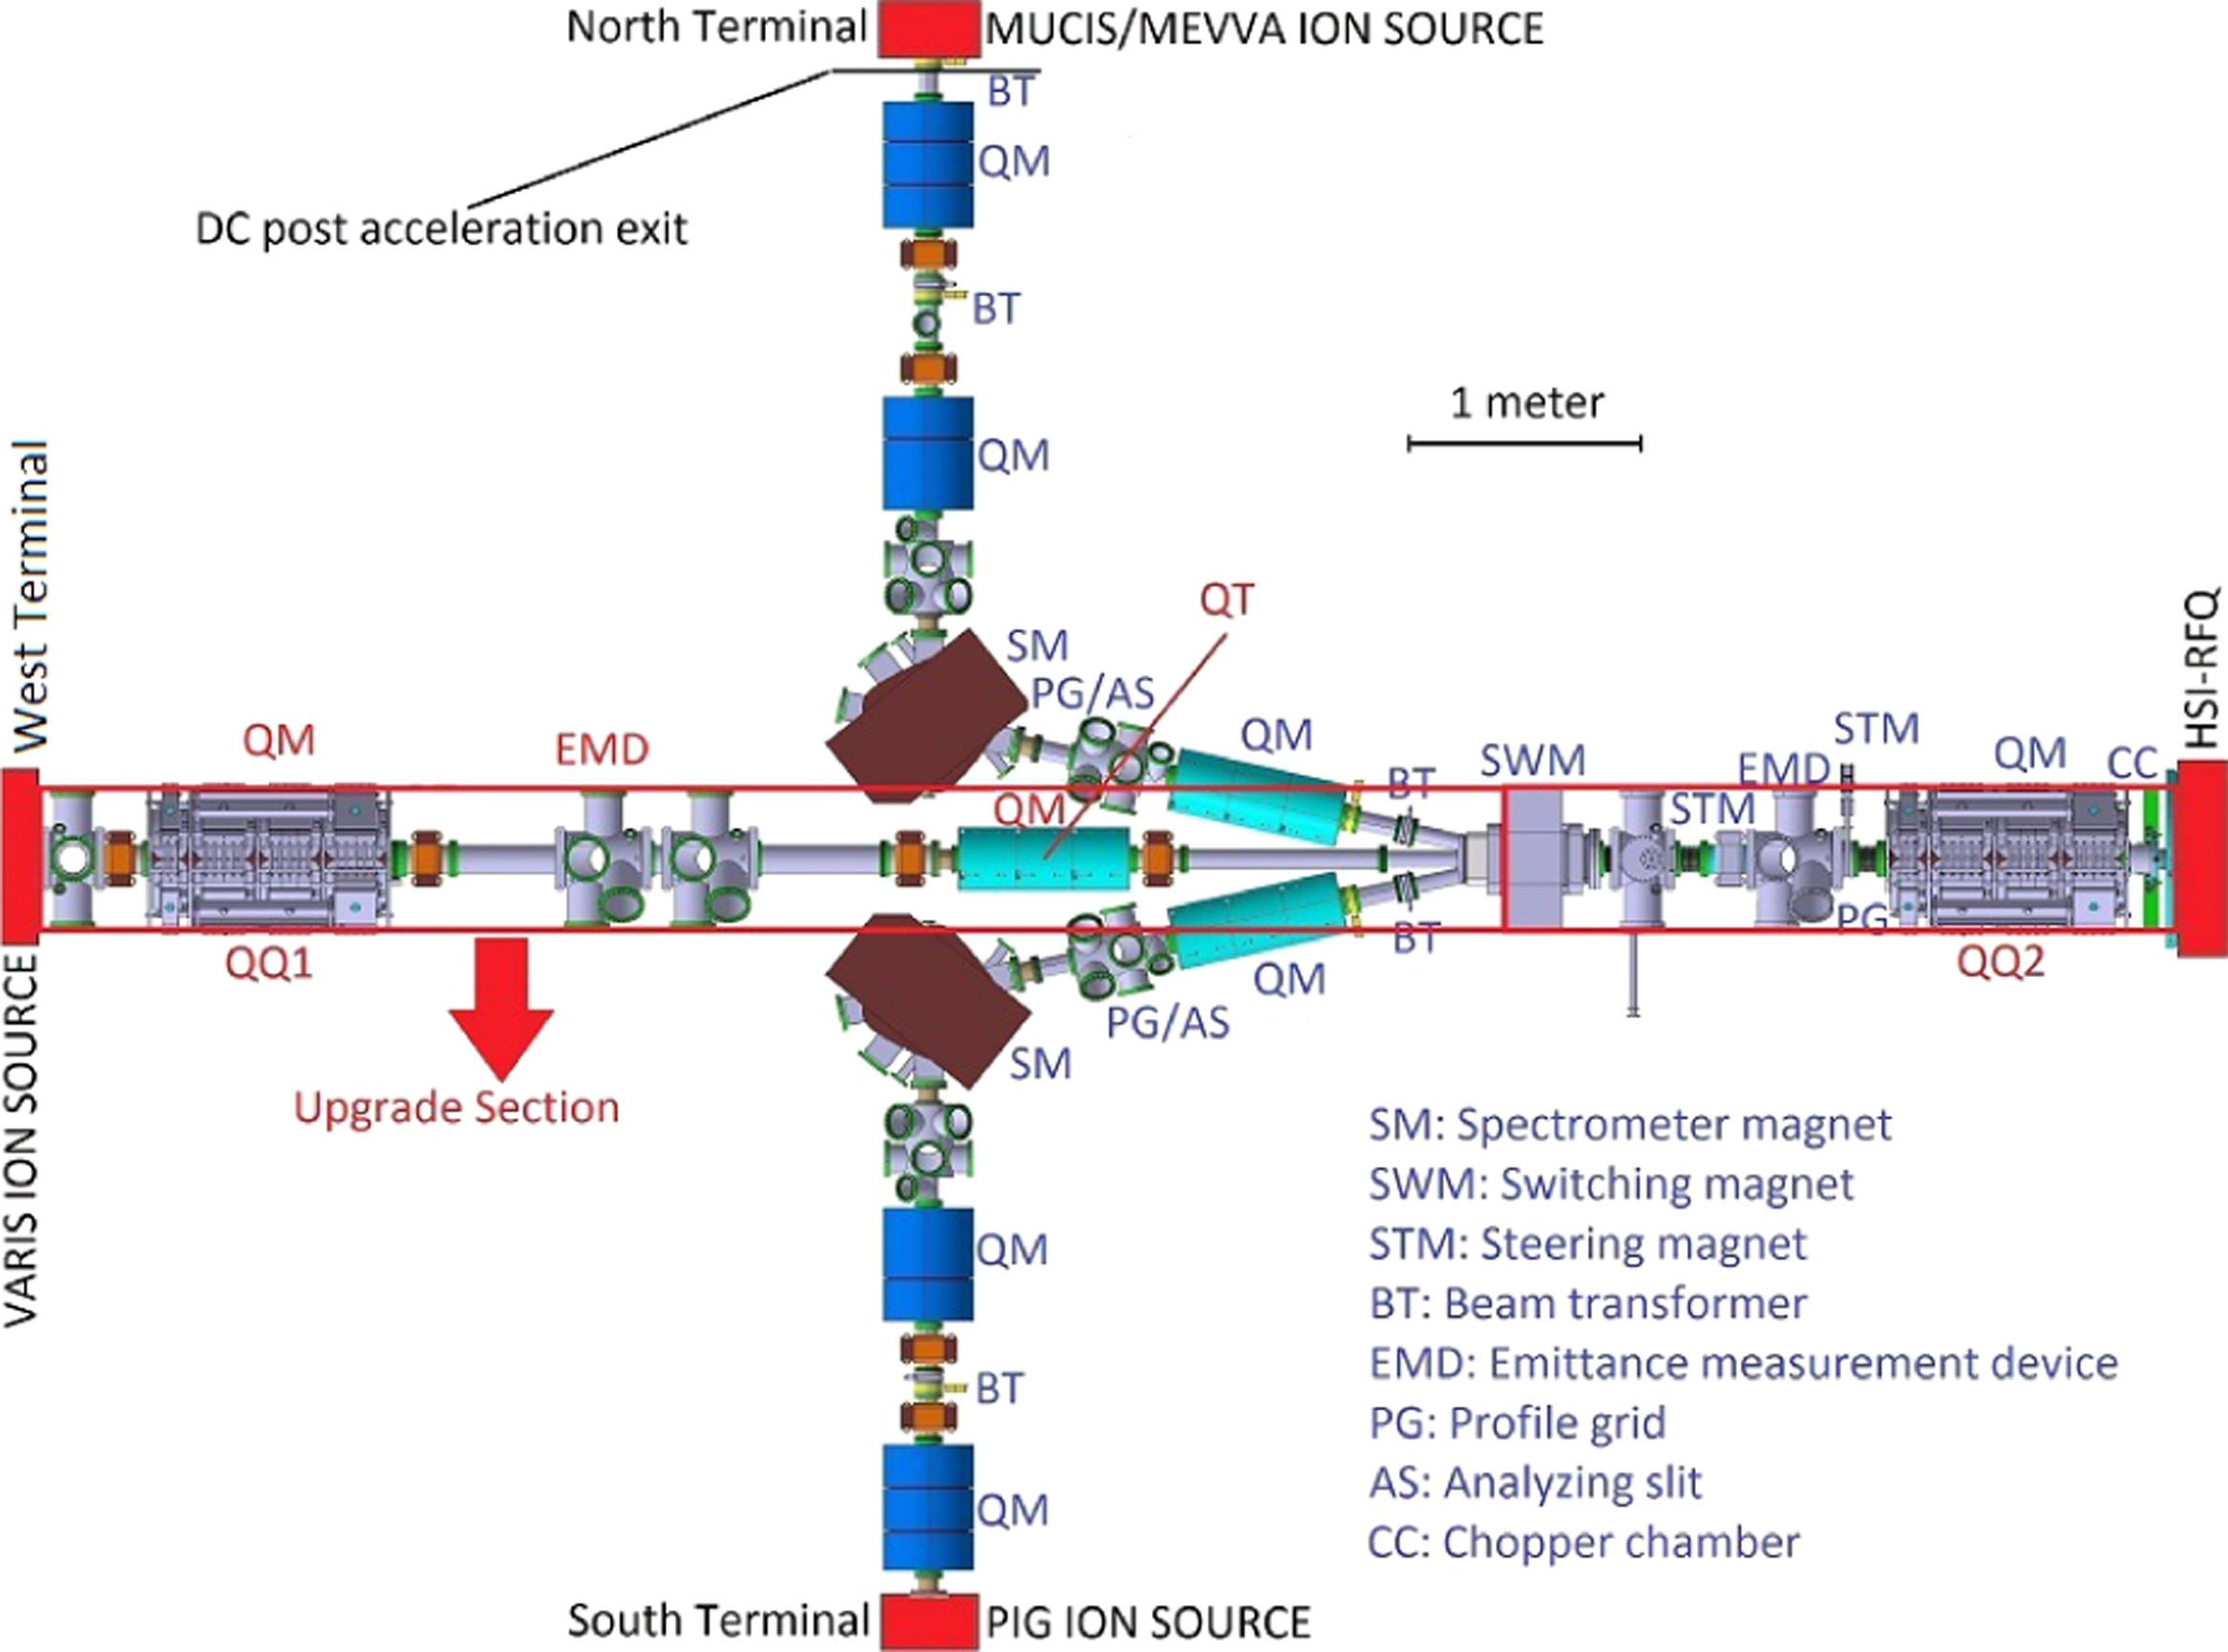 North Terminal
MUCIS/MEVVA ION SOURCE
BT
QM
DC post acceleration exit
BT
1 meter
QM
West Terminal
QT
HSI-RFQ
SM
PG/AS
QM
EMD
QM
SWM
STM
EMD
QM
CC
BT
QM
STM
PG
BT
QQ1
QQ2
QM
PG/AS
SM
VARIS ION SOURCE
Upgrade Section
QM
BT
QM
SM: Spectrometer magnet
SWM: Switching magnet
STM: Steering magnet
BT: Beam transformer
EMD: Emittance measurement device
PG: Profile grid
AS: Analyzing slit
CC: Chopper chamber
South Terminal
PIG ION SOURCE